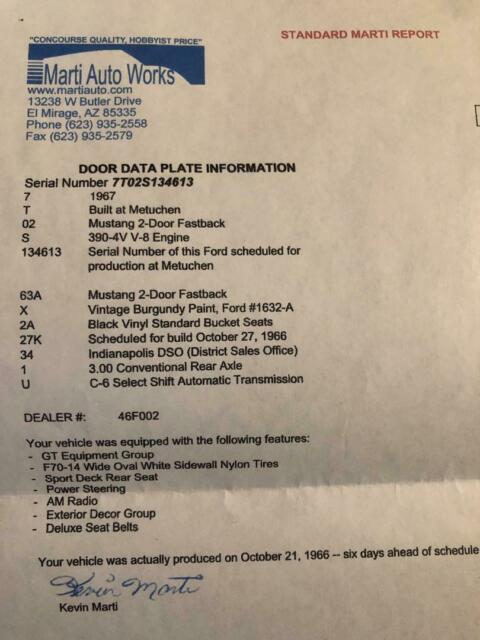 STANDARD MARTI REPORT
"CONCOURSE QUALITY, HOBBYIST PRICE"
Marti Auto Works
www.martiauto.com
13238 W Butler Drive
El Mirage, AZ 85335
Phone (623) 935-2558
Fax (623) 935-2579
DOOR DATA PLATE INFORMATION
Serial Number 7T02S134613
7 1967
T Built at Metuchen
02 Mustang 2-Door Fastback
S 390-4V V-8 Engine
134613 Serial Number of this Ford scheduled for
production at Metuchen
63A Mustang 2-Door Fastback
X Vintage Burgundy Paint, Ford #1632-A
2A Black Vinyl Standard Bucket Seats
27K Scheduled for build October 27, 1966
34 Indianapolis DSO (District Sales Office)
1 3.00 Conventional Rear Axle
U C-6 Select Shift Automatic Transmission
DEALER #: 46F002
Your vehicle was equipped with the following features:
- GT Equipment Group
- F70-14 Wide Oval White Sidewall Nylon Tires
- Sport Deck Rear Seat
- Power Steering
- AM Radio
- Exterior Decor Group
- Deluxe Seat Belts
Your vehicle was actually produced on October 21, 1966 -- six days ahead of schedule
Kevin Marti
Kevin Marti